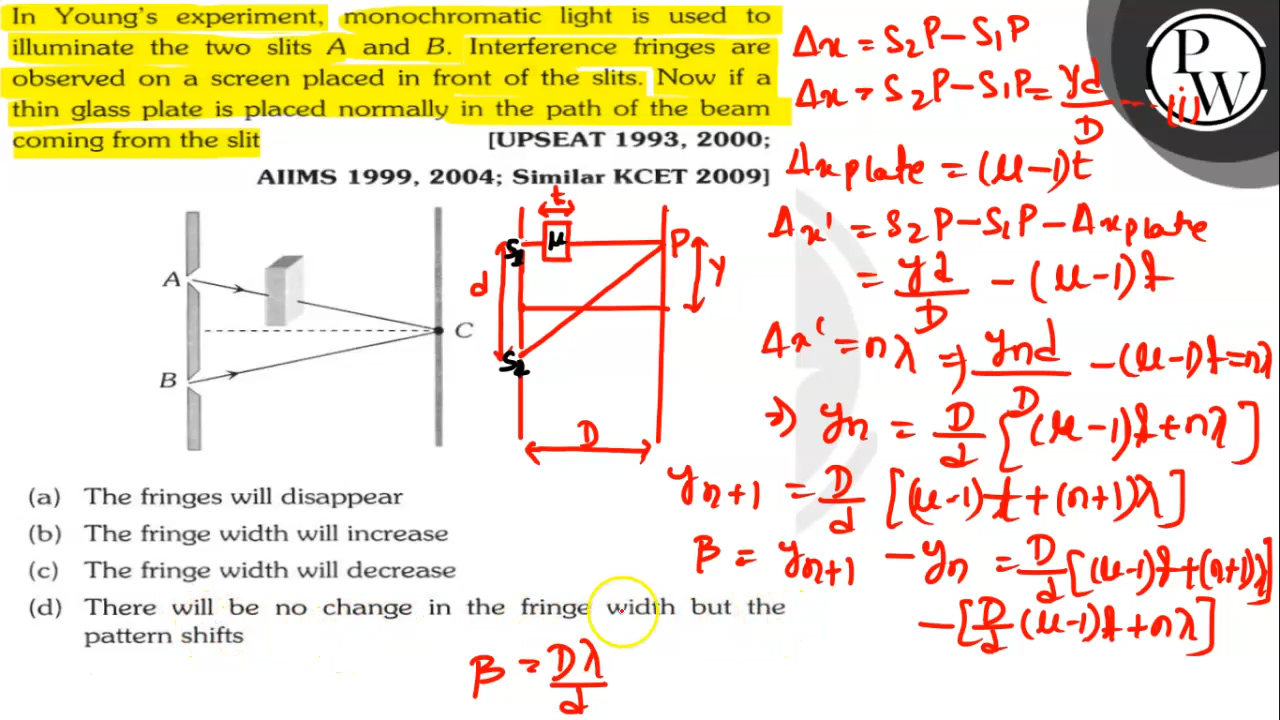 In Young's experiment, monochromatic light is used to
illuminate the two slits A and B. Interference fringes are
observed on a screen placed in front of the slits. Now if a
thin glass plate is placed normally in the path of the beam
coming from the slit [UPSEAT 1993, 2000;
AIIMS 1999, 2004; Similar KCET 2009]
A
C
B
t
S1 μ P
d y
S2
D
(a) The fringes will disappear
(b) The fringe width will increase
(c) The fringe width will decrease
(d) There will be no change in the fringe width but the
pattern shifts
β = Dλ/d
PW
Δx = S2P-S1P
Δx = S2P-S1P = yd/D --- (i)
Δx plate = (μ-1)t
Δx' = S2P-S1P-Δx plate
= yd/D - (μ-1)t
Δx' = nλ ⇒ ynd/D - (μ-1)t=nλ
⇒ yn = D/d [(μ-1)t+nλ]
yn+1 = D/d [(μ-1)t+(n+1)λ]
β = yn+1 - yn = D/d [(μ-1)t+(n+1)λ]
- [D/d (μ-1)t+nλ]